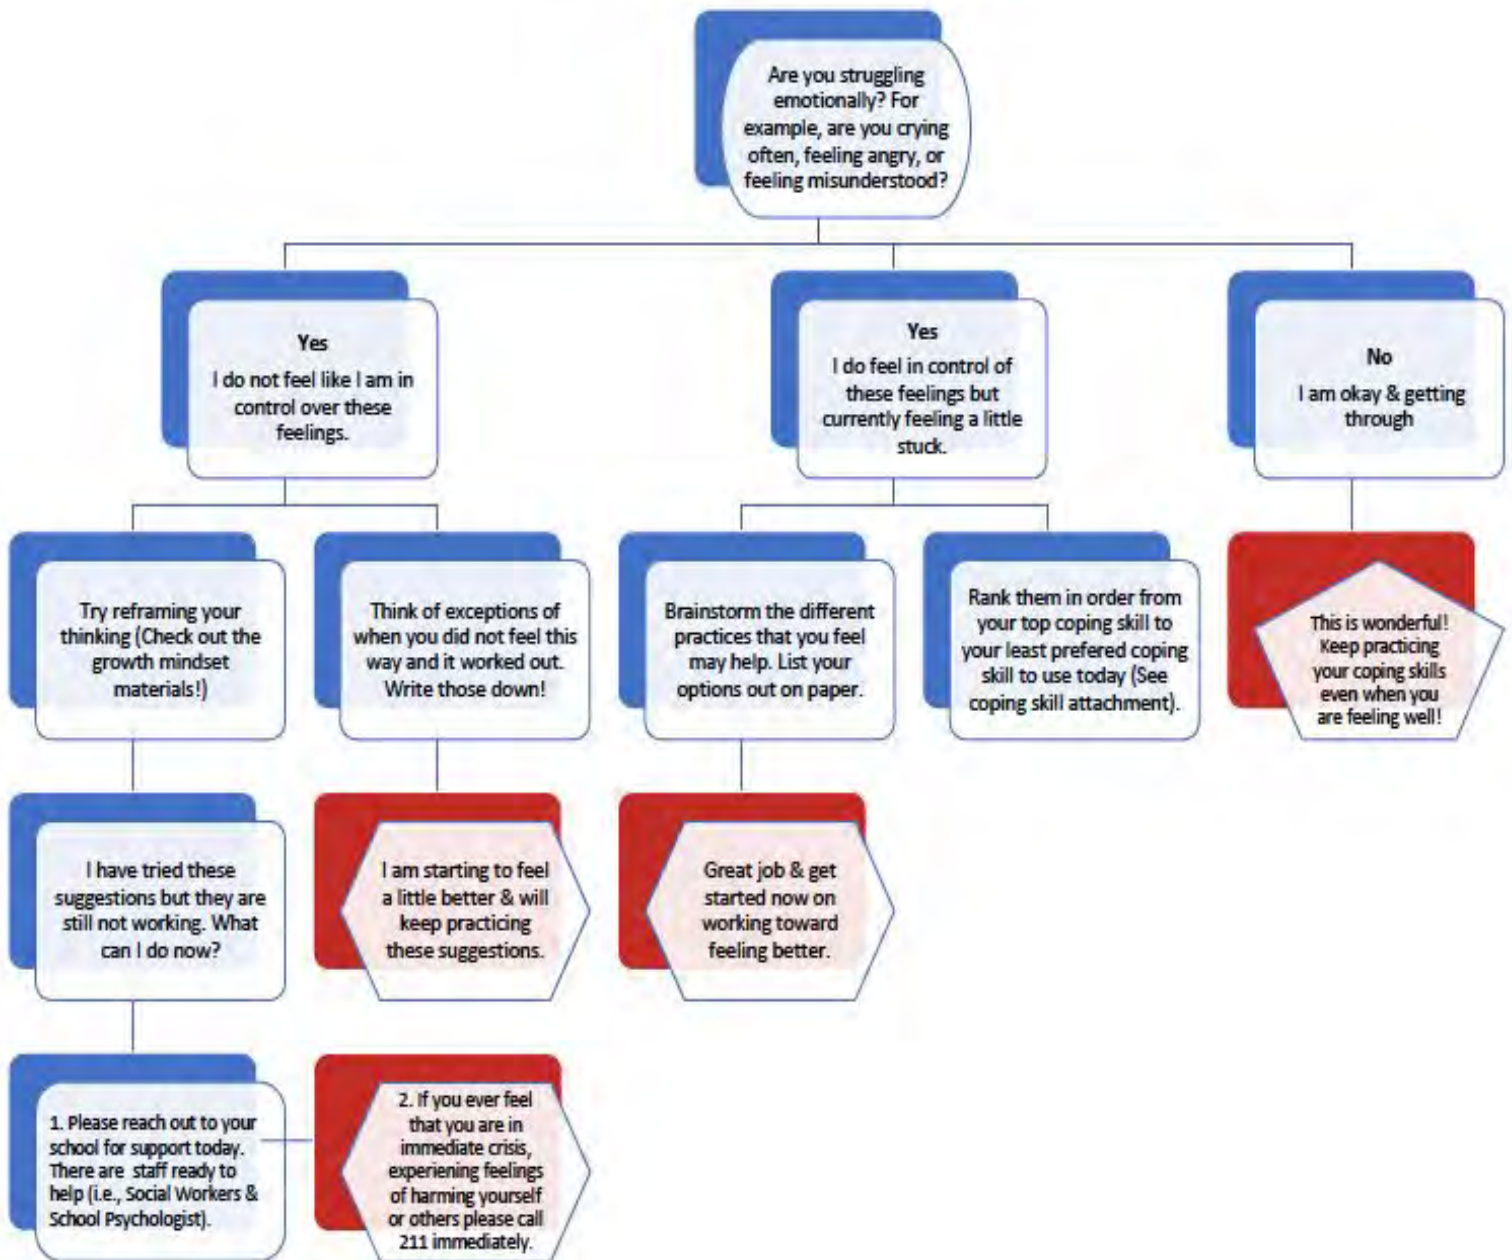 Are you struggling
emotionally? For
example, are you crying
often, feeling angry, or
feeling misunderstood?
Yes
I do not feel like I am in
control over these
feelings.
Yes
I do feel in control of
these feelings but
currently feeling a little
stuck.
No
I am okay & getting
through
Try reframing your
thinking (Check out the
growth mindset
materials!)
Think of exceptions of
when you did not feel this
way and it worked out.
Write those down!
Brainstorm the different
practices that you feel
may help. List your
options out on paper.
Rank them in order from
your top coping skill to
your least prefered coping
skill to use today (See
coping skill attachment).
This is wonderful!
Keep practicing
your coping skills
even when you
are feeling well!
I have tried these
suggestions but they are
still not working. What
can I do now?
I am starting to feel
a little better & will
keep practicing
these suggestions.
Great job & get
started now on
working toward
feeling better.
1. Please reach out to your
school for support today.
There are staff ready to
help (i.e., Social Workers &
School Psychologist).
2. If you ever feel
that you are in
immediate crisis,
experiencing feelings
of harming yourself
or others please call
211 immediately.